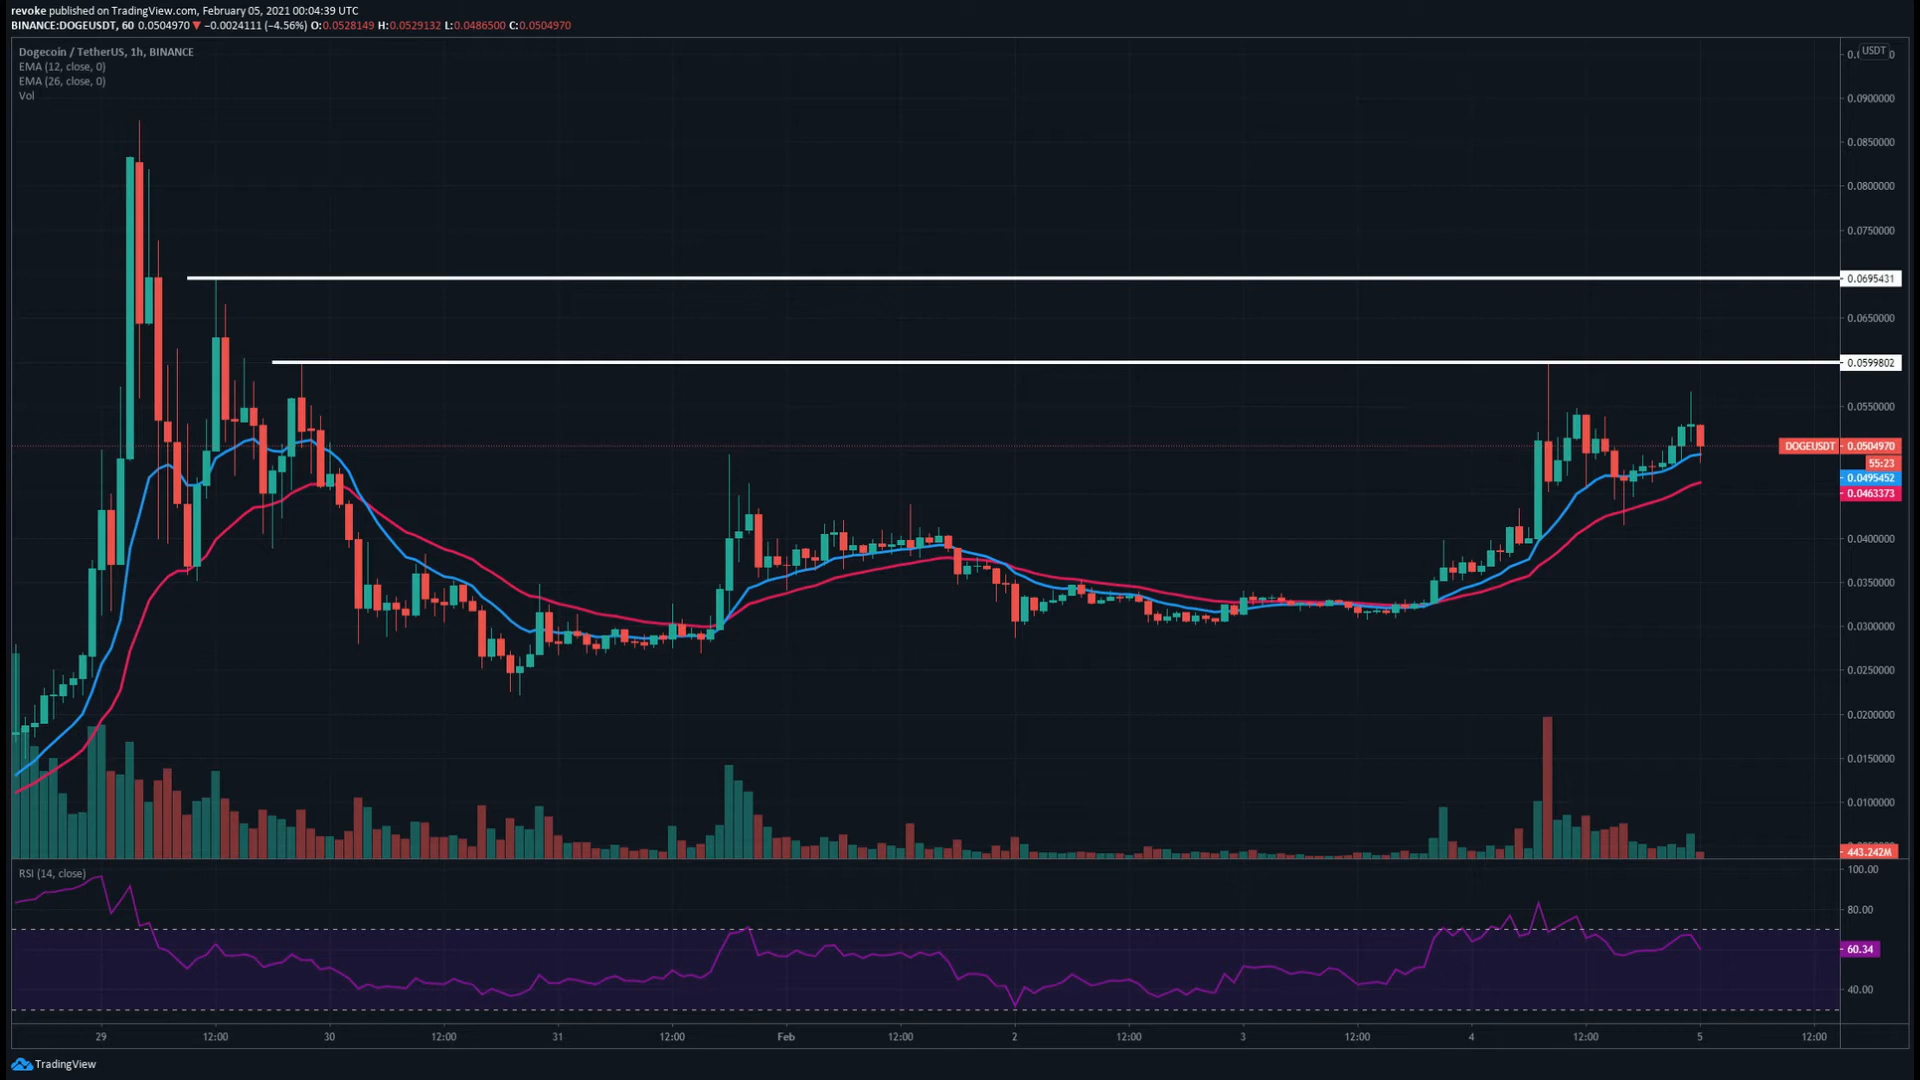 revoke published on TradingView.com, February 05, 2021 00:04:39 UTC
BINANCE:DOGEUSDT, 60 0.0504970 ▼ −0.0024111 (−4.56%) O:0.0528149 H:0.0529132 L:0.0486500 C:0.0504970
Dogecoin / TetherUS, 1h, BINANCE
EMA (12, close, 0)
EMA (26, close, 0)
Vol
USDT
0.0900000
0.0850000
0.0800000
0.0750000
0.0695431
0.0650000
0.0599802
0.0550000
DOGEUSDT 0.0504970
55:23
0.0495452
0.0463373
0.0400000
0.0350000
0.0300000
0.0250000
0.0200000
0.0150000
0.0100000
443.242M
RSI (14, close)
100.00
80.00
60.34
40.00
29 12:00 30 12:00 31 12:00 Feb 12:00 2 12:00 3 12:00 4 12:00 5 12:00
TradingView